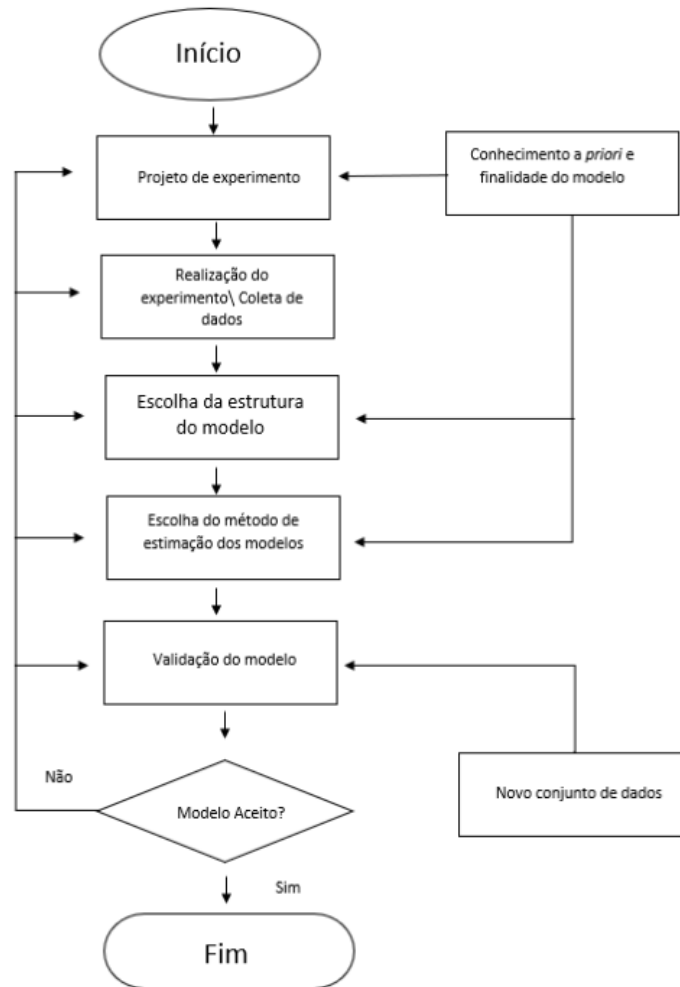 Início
Projeto de experimento
Conhecimento a priori e
finalidade do modelo
Realização do
experimento\ Coleta de
dados
Escolha da estrutura
do modelo
Escolha do método de
estimação dos modelos
Validação do modelo
Novo conjunto de dados
Não
Modelo Aceito?
Sim
Fim